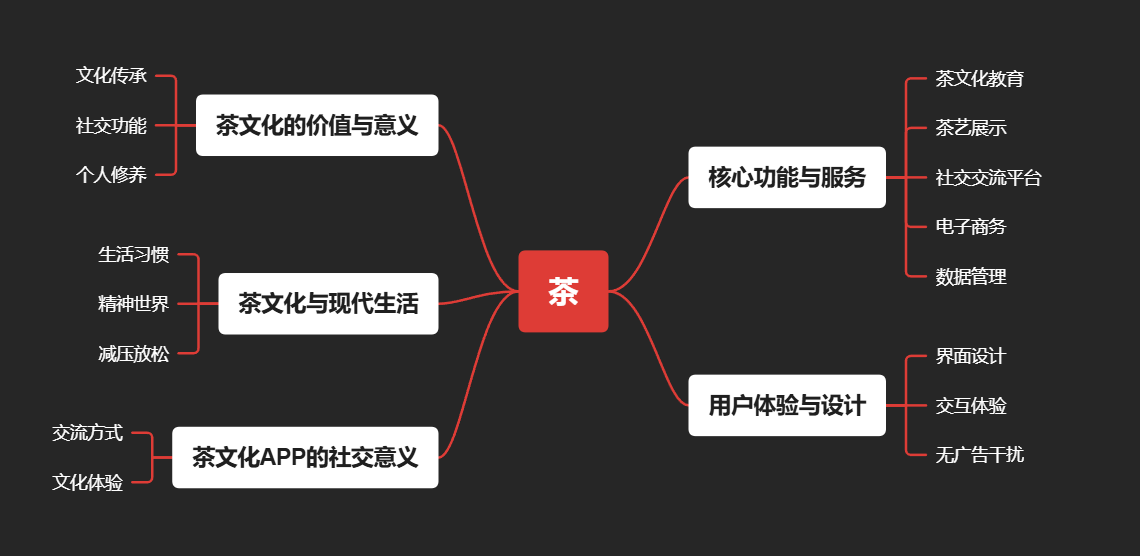 茶
茶文化的价值与意义
文化传承
社交功能
个人修养
茶文化与现代生活
生活习惯
精神世界
减压放松
茶文化APP的社交意义
交流方式
文化体验
核心功能与服务
茶文化教育
茶艺展示
社交交流平台
电子商务
数据管理
用户体验与设计
界面设计
交互体验
无广告干扰